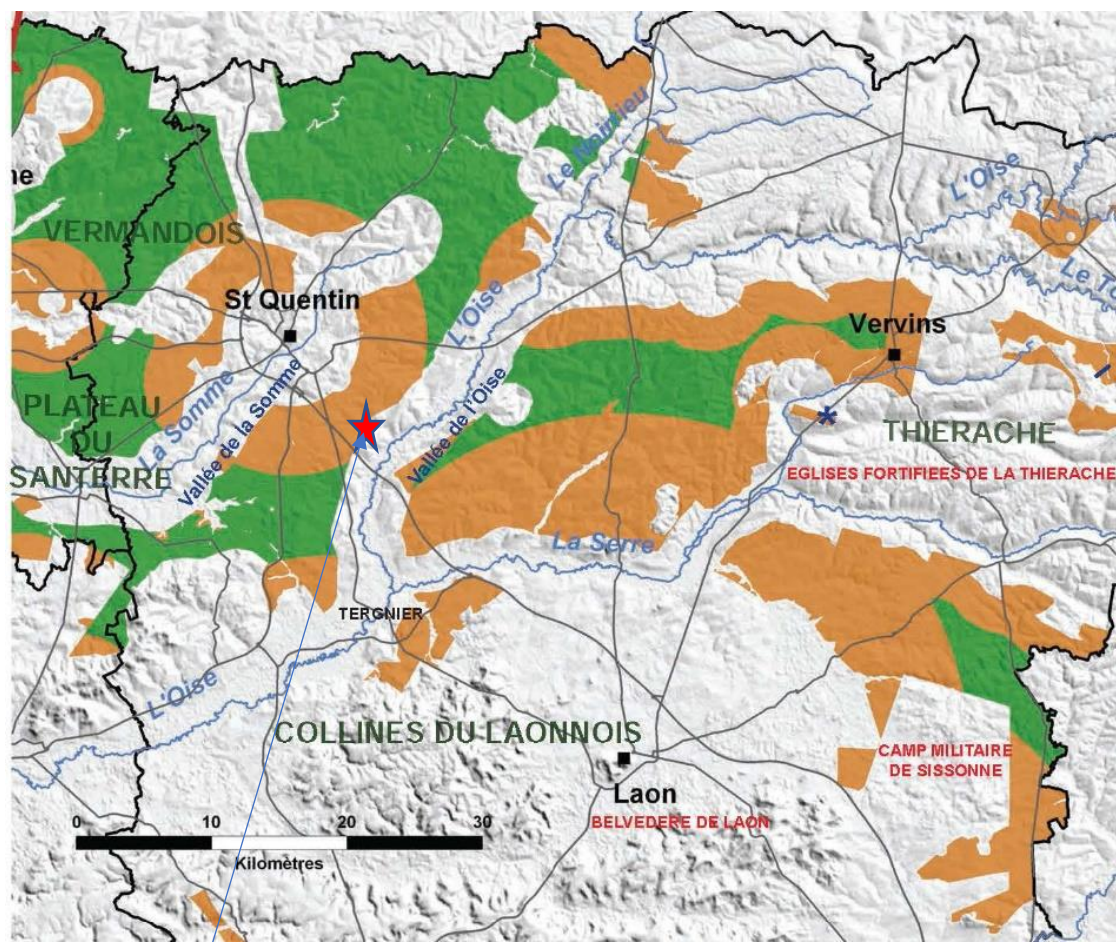 Le Noirrieu
L'Oise
ne
VERMANDOIS
Le T
St Quentin
L'Oise
Vervins
La Somme
Vallée de la Somme
Vallée de l'Oise
PLATEAU
DU
SANTERRE
THIERACHE
EGLISES FORTIFIEES DE LA THIERACHE
La Serre
TERGNIER
L'Oise
COLLINES DU LAONNOIS
CAMP MILITAIRE
DE SISSONNE
Laon
BELVEDERE DE LAON
0 10 20 30
Kilomètres